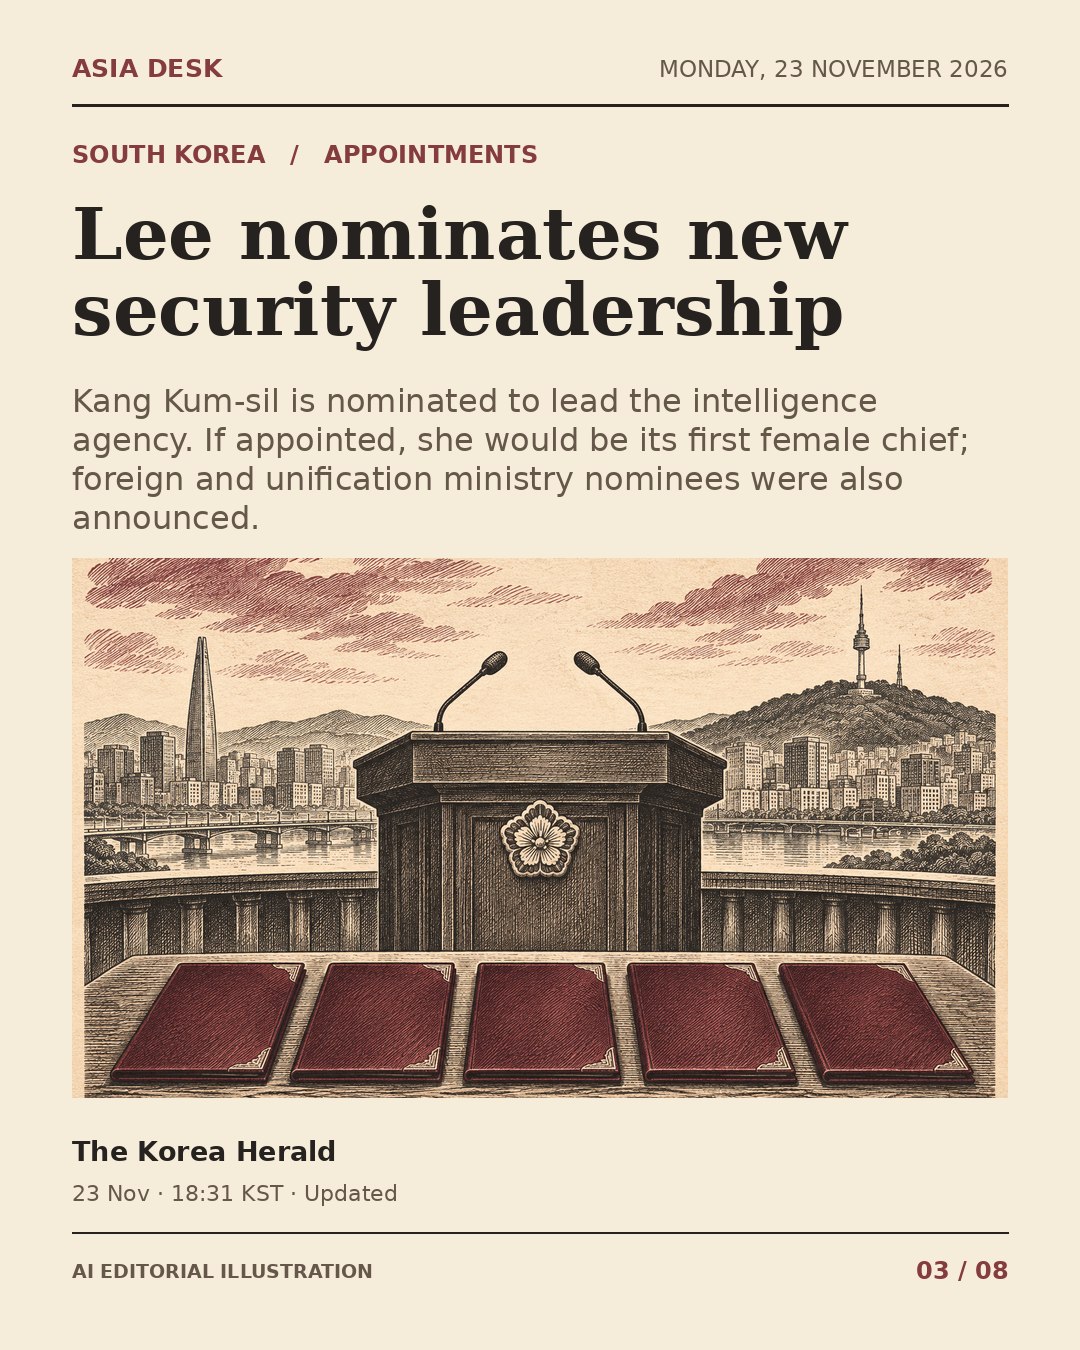 ASIA DESK
MONDAY, 23 NOVEMBER 2026
SOUTH KOREA / APPOINTMENTS
Lee nominates new
security leadership
Kang Kum-sil is nominated to lead the intelligence
agency. If appointed, she would be its first female chief;
foreign and unification ministry nominees were also
announced.
The Korea Herald
23 Nov · 18:31 KST · Updated
AI EDITORIAL ILLUSTRATION
03 / 08